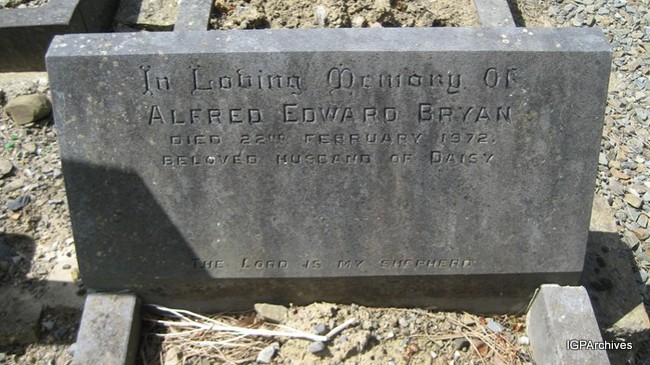 In Loving Memory Of
ALFRED EDWARD BRYAN
DIED 22ND FEBRUARY 1972.
BELOVED HUSBAND OF DAISY
THE LORD IS MY SHEPHERD
IGPArchives